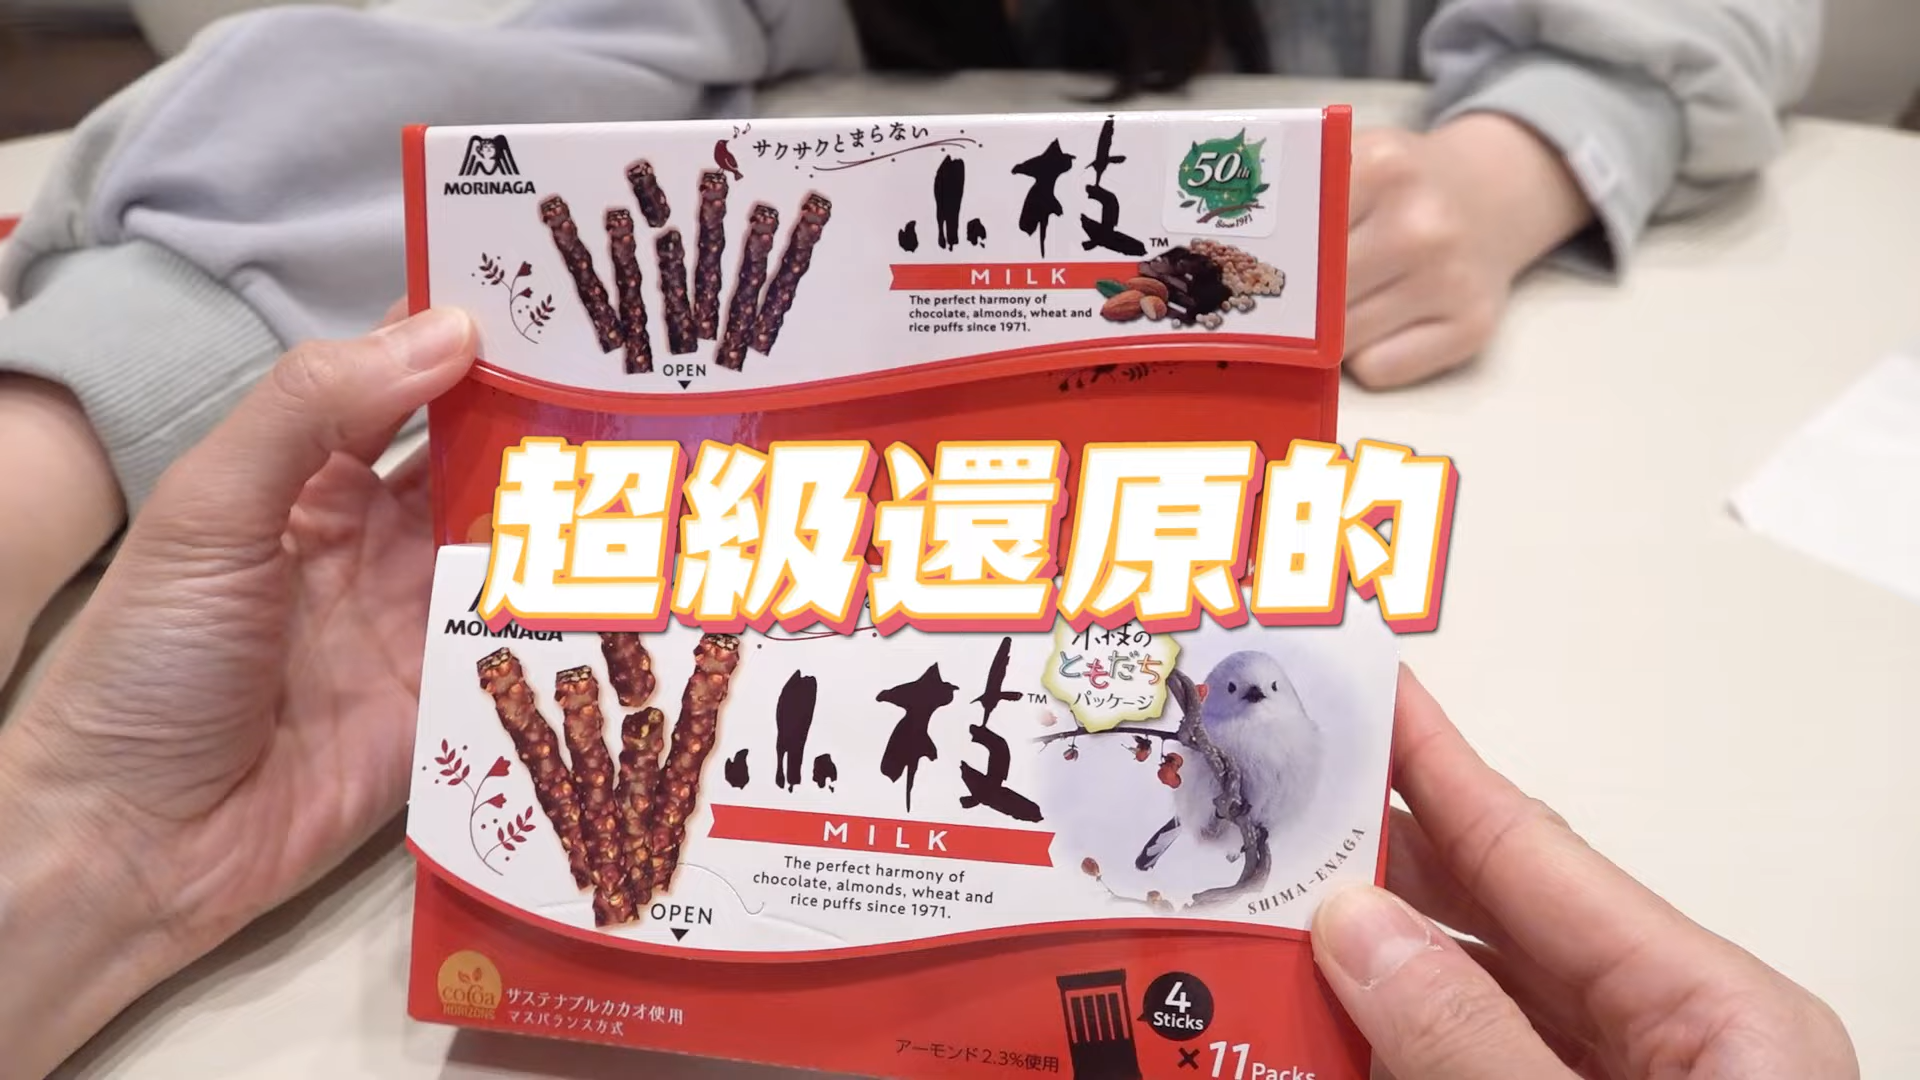 MORINAGA
サクサクとまらない
小枝™
50th
Since 1971
MILK
The perfect harmony of
chocolate, almonds, wheat and
rice puffs since 1971.
OPEN
超級還原的
MORINAGA
小枝の
ともだち
パッケージ
小枝™
MILK
The perfect harmony of
chocolate, almonds, wheat and
rice puffs since 1971.
SHIMA-ENAGA
OPEN
cocoa
HORIZONS
サステナブルカカオ使用
マスバランス方式
4
Sticks
×11Packs
アーモンド2.3%使用